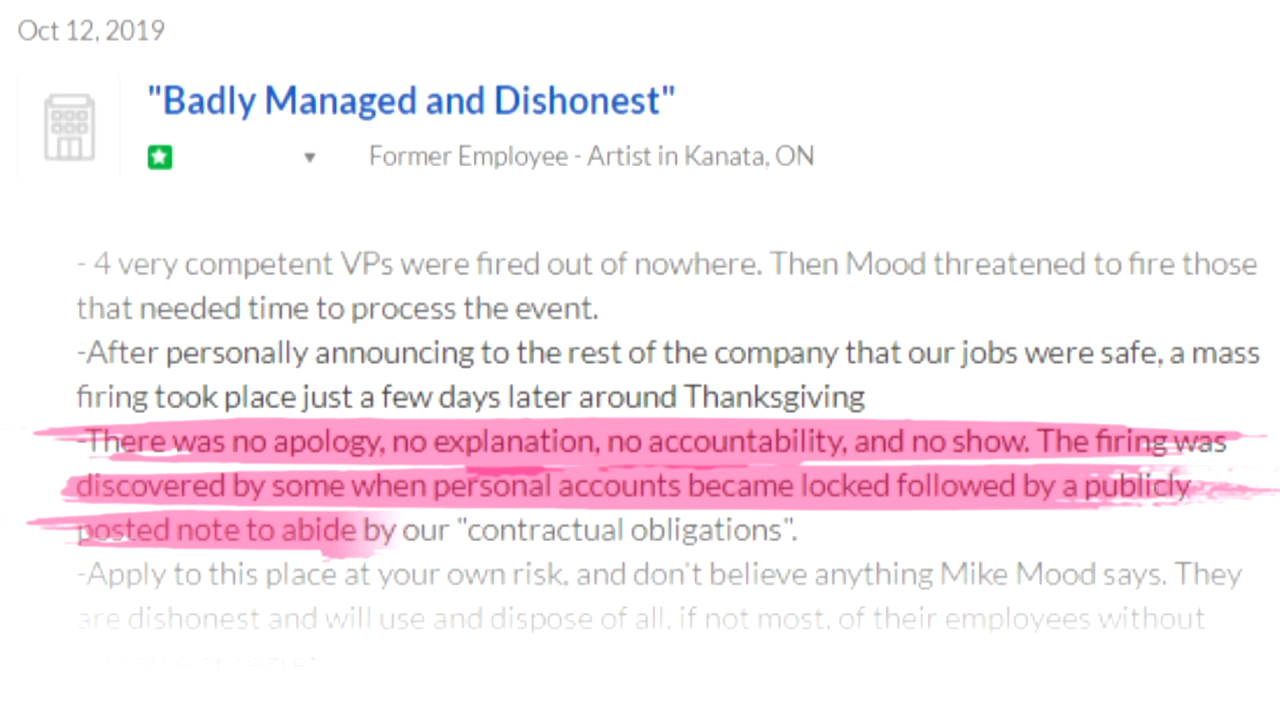 Oct 12, 2019
"Badly Managed and Dishonest"
Former Employee - Artist in Kanata, ON
- 4 very competent VPs were fired out of nowhere. Then Mood threatened to fire those
that needed time to process the event.
-After personally announcing to the rest of the company that our jobs were safe, a mass
firing took place just a few days later around Thanksgiving
-There was no apology, no explanation, no accountability, and no show. The firing was
discovered by some when personal accounts became locked followed by a publicly
posted note to abide by our "contractual obligations".
-Apply to this place at your own risk, and don't believe anything Mike Mood says. They
are dishonest and will use and dispose of all, if not most, of their employees without